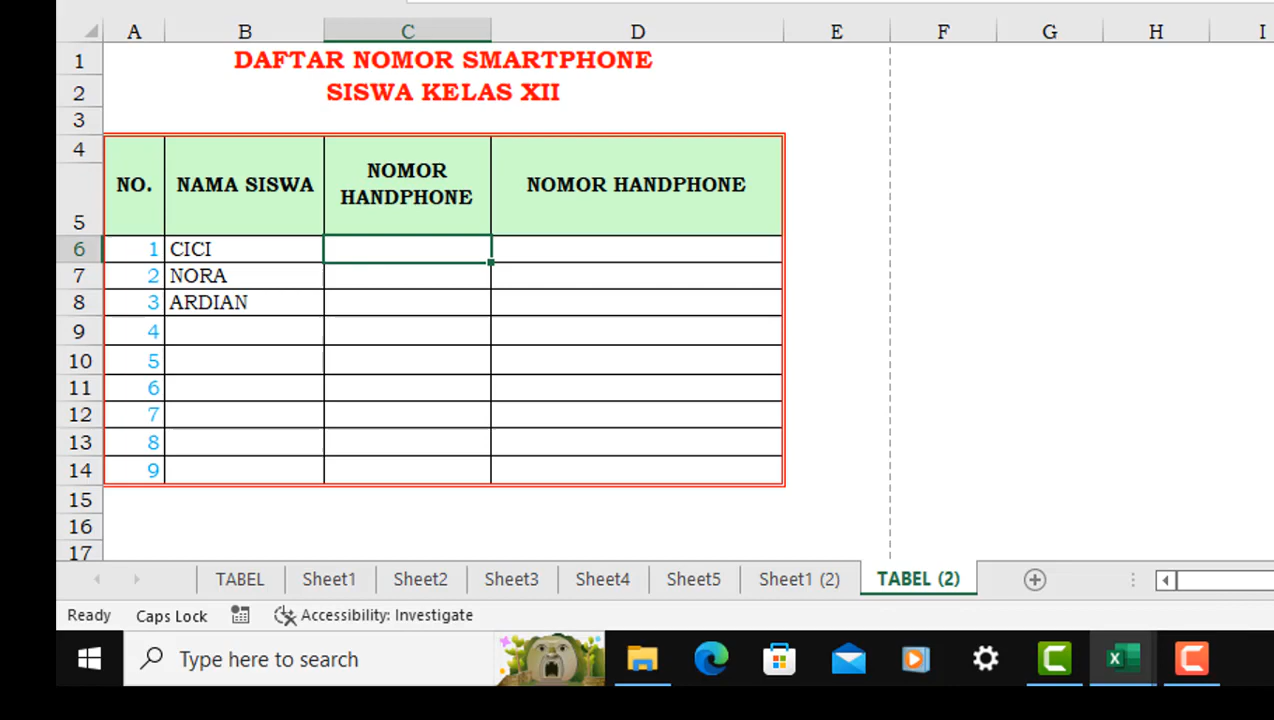 A B C D E F G H I
1 DAFTAR NOMOR SMARTPHONE
2 SISWA KELAS XII
3
4
5 NO. NAMA SISWA NOMOR HANDPHONE NOMOR HANDPHONE
6 1 CICI
7 2 NORA
8 3 ARDIAN
9 4
10 5
11 6
12 7
13 8
14 9
15
16
17
TABEL Sheet1 Sheet2 Sheet3 Sheet4 Sheet5 Sheet1 (2) TABEL (2)
Ready Caps Lock Accessibility: Investigate
Type here to search